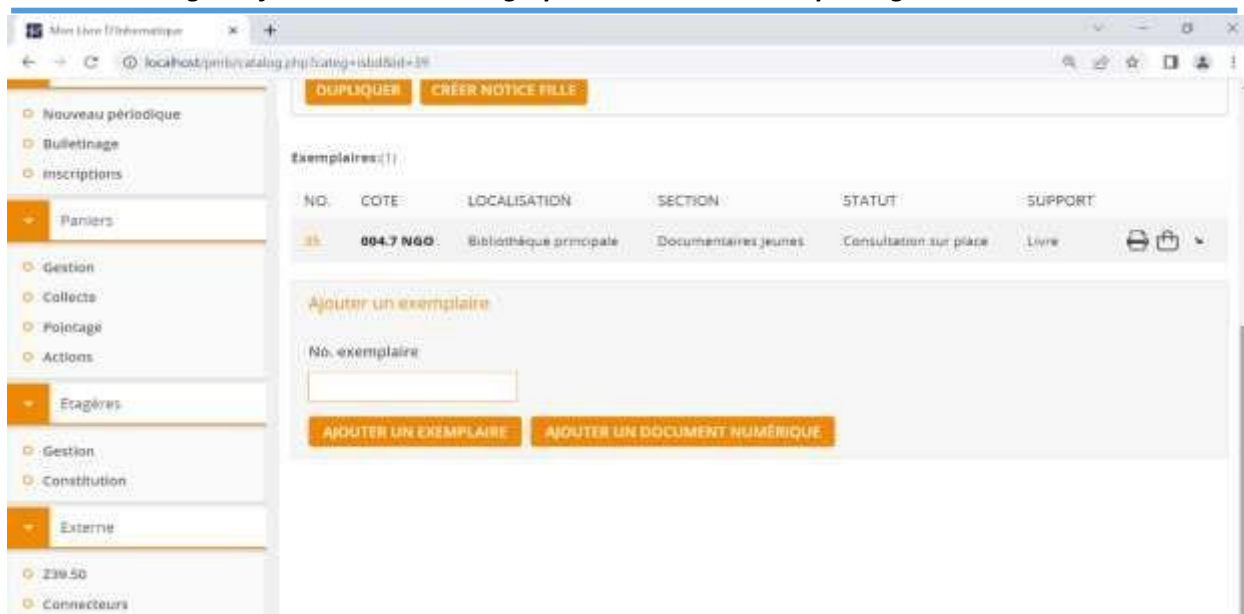 Mon Livre D'Informatique
localhost/pmb/catalog.php?categ=isbd&id=39
DUPLIQUER CRÉER NOTICE FILLE
Nouveau périodique
Bulletinage
Inscriptions
Exemplaires:(1)
NO. COTE LOCALISATION SECTION STATUT SUPPORT
Paniers
004.7 NGO Bibliothèque principale Documentaires jeunes Consultation sur place Livre
Gestion
Collecte
Pointage
Actions
Ajouter un exemplaire
No. exemplaire
Etagères
AJOUTER UN EXEMPLAIRE AJOUTER UN DOCUMENT NUMÉRIQUE
Gestion
Constitution
Externe
Z39.50
Connecteurs